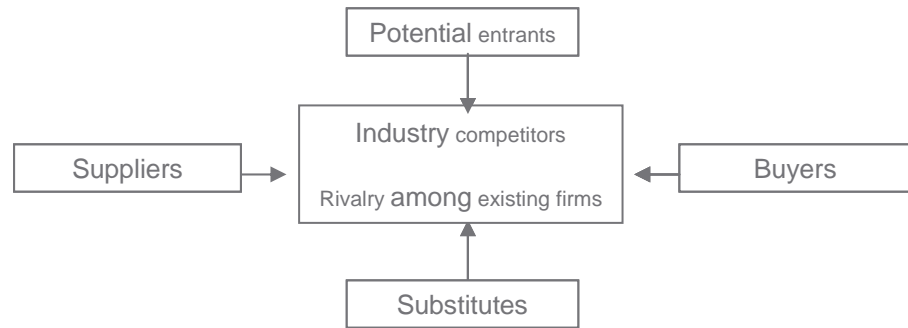 Potential entrants
Industry competitors
Suppliers
Buyers
Rivalry among existing firms
Substitutes